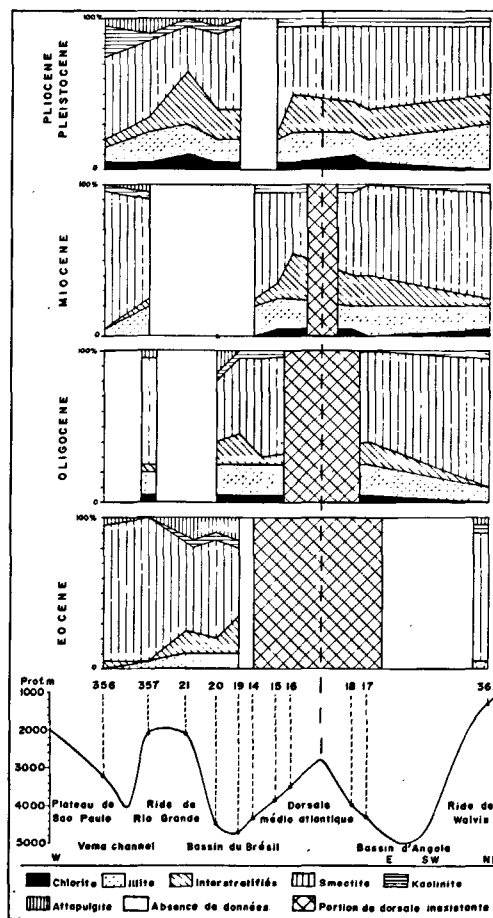 PLIOCENE
PLEISTOCENE
100%
0
MIOCENE
100%
0
OLIGOCENE
100%
0
EOCENE
100%
0
Prof.m
1000
2000
3000
4000
5000
356 357 21 20 19 14 15 16 18 17 36
Plateau de
Sao Paulo
Ride de
Rio Grande
Dorsale
médio atlantique
Ride de
Walvis
Vema channel
Bassin du Brésil
Bassin d'Angola
W E SW N
Chlorite Illite Interstratifiés Smectite Kaolinite
Attapulgite Absence de données Portion de dorsale inexistante